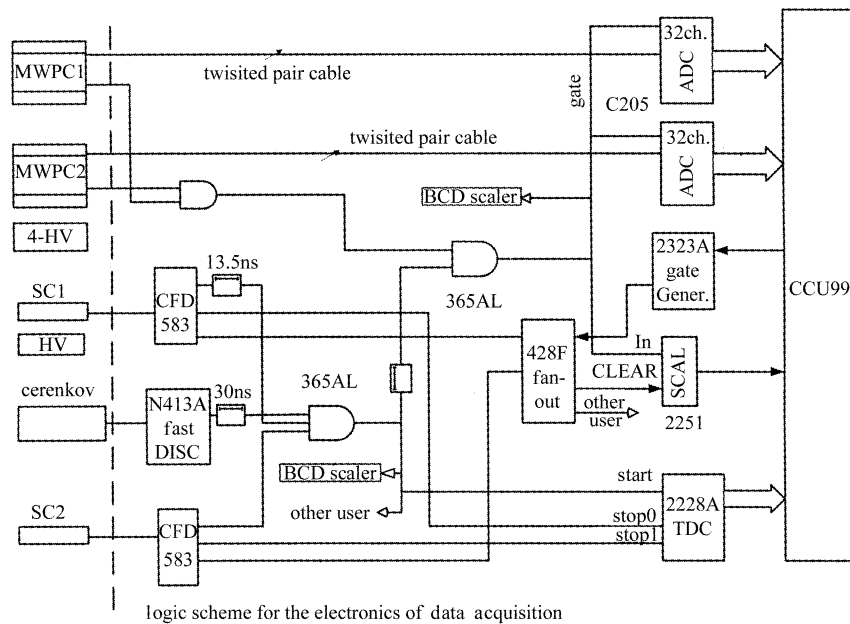 MWPC1
twisited pair cable
32ch.
ADC
gate
C205
MWPC2
twisited pair cable
32ch.
ADC
BCD scaler
4-HV
2323A
gate
Gener.
CCU99
SC1
CFD
583
13.5ns
365AL
HV
428F
fan-
out
In
CLEAR
SCAL
2251
other
user
cerenkov
N413A
fast
DISC
30ns
365AL
BCD scaler
other user
start
stop0
stop1
2228A
TDC
SC2
CFD
583
logic scheme for the electronics of data acquisition